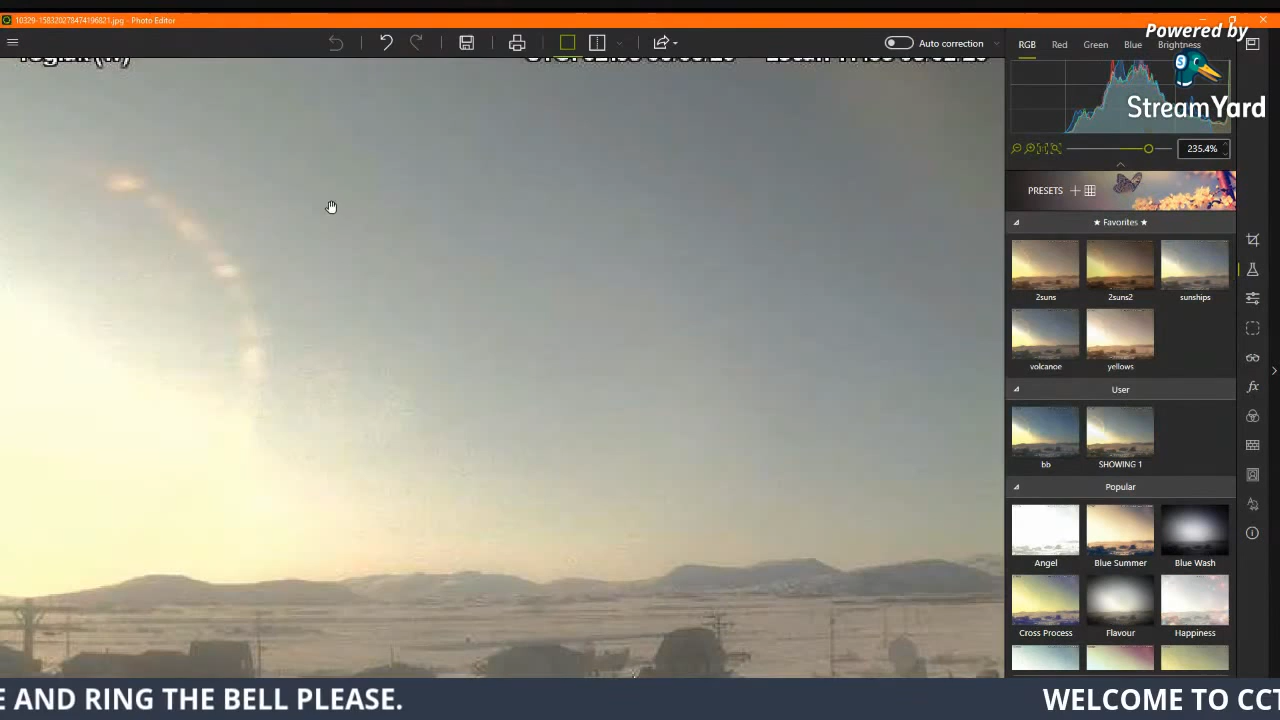 10329-158320278474196821.jpg - Photo Editor
Auto correction
RGB Red Green Blue Brightness
Powered by
StreamYard
235.4%
PRESETS
★ Favorites ★
2suns 2suns2 sunships
volcanoe yellows
User
bb SHOWING 1
Popular
Angel Blue Summer Blue Wash
Cross Process Flavour Happiness
E AND RING THE BELL PLEASE. WELCOME TO CCT